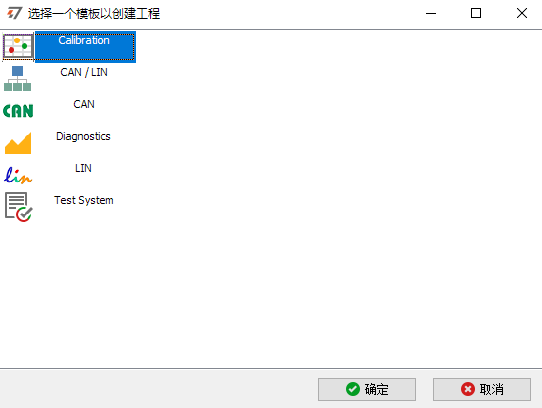 选择一个模板以创建工程
Calibration
CAN / LIN
CAN
CAN
Diagnostics
lin
LIN
Test System
确定
取消